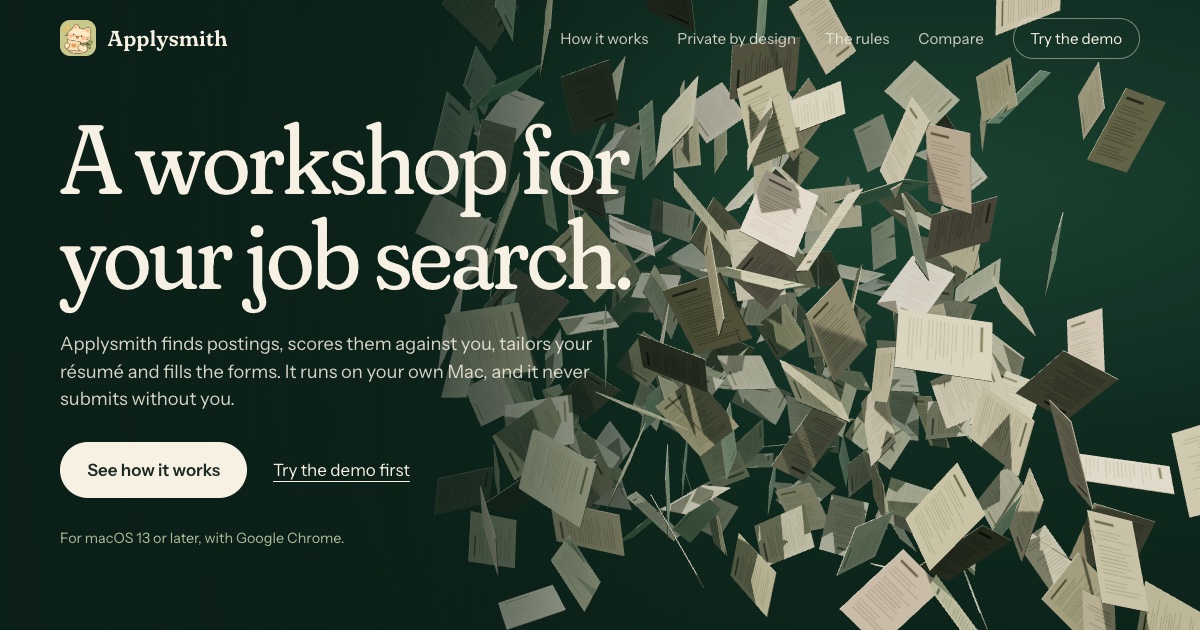 Applysmith
How it works
Private by design
The rules
Compare
Try the demo
A workshop for
your job search.
Applysmith finds postings, scores them against you, tailors your
résumé and fills the forms. It runs on your own Mac, and it never
submits without you.
See how it works
Try the demo first
For macOS 13 or later, with Google Chrome.